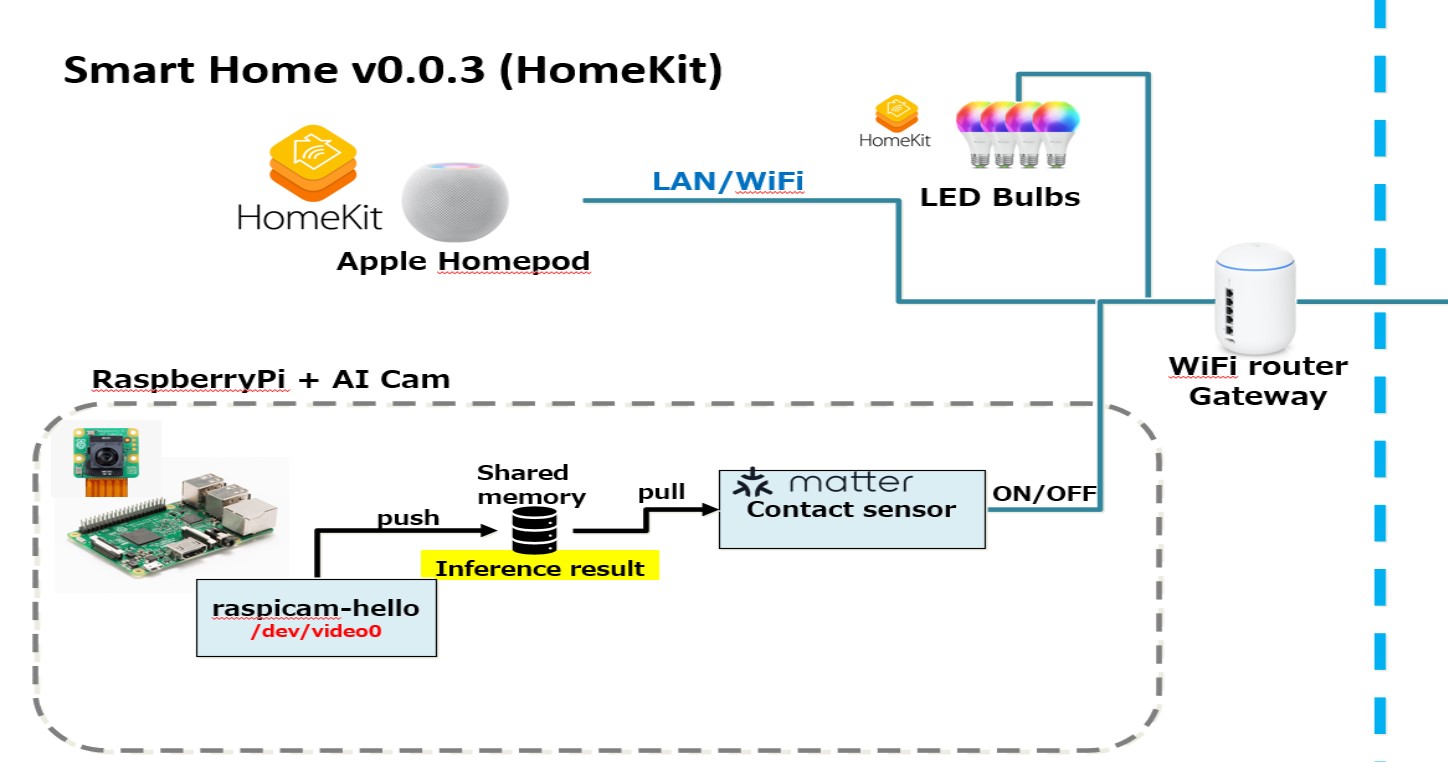 Smart Home v0.0.3 (HomeKit)
HomeKit
Apple Homepod
LAN/WiFi
HomeKit
LED Bulbs
WiFi router
Gateway
RaspberryPi + AI Cam
Shared
memory
push
pull
Inference result
matter
Contact sensor
ON/OFF
raspicam-hello
/dev/video0